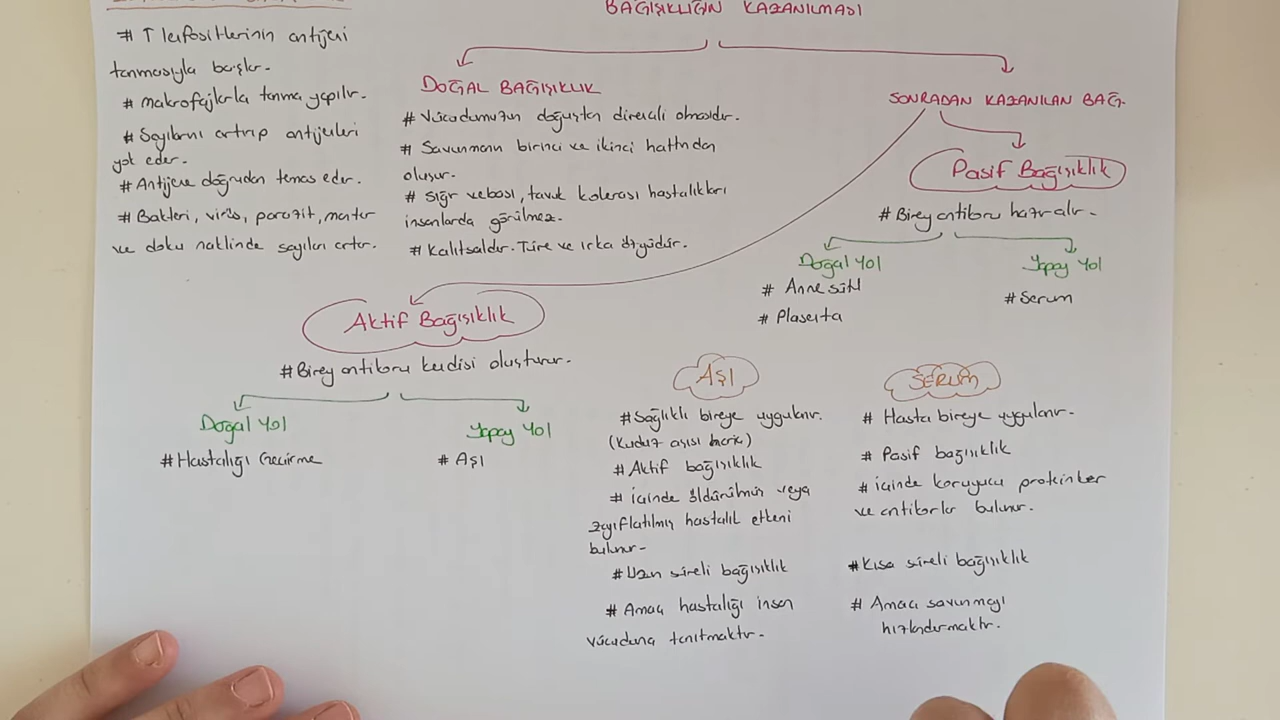 # T lenfositlerinin antijeni
tanımasıyla başlar.
# makrofajlarla tanıma yapılır.
# Sayılarını artırıp antijenleri
yok eder.
# Antijene doğrudan temas eder.
# Bakteri, virüs, parazit, mantar
ve doku naklinde sayıları artar.
BAĞIŞIKLIĞIN KAZANILMASI
DOĞAL BAĞIŞIKLIK
# Vücudumuzun doğuştan dirençli olmasıdır.
# Savunmanın birinci ve ikinci hattından
oluşur.
# Sığır vebası, tavuk kolerası hastalıkları
insanlarda görülmez.
# Kalıtsaldır. Türe ve ırka özgüdür.
SONRADAN KAZANILAN BAĞ.
Pasif Bağışıklık
# Birey antikoru hazır alır.
Doğal Yol
# Anne sütü
# Plasenta
Yapay Yol
# Serum
Aktif Bağışıklık
# Birey antikoru kendisi oluşturur.
Doğal Yol
# Hastalığı Geçirme
Yapay Yol
# Aşı
AŞI
# Sağlıklı bireye uygulanır.
(Kuduz aşısı hariç)
# Aktif bağışıklık
# içinde öldürülmüş veya
zayıflatılmış hastalık etkeni
bulunur.
# Uzun süreli bağışıklık
# Amaç hastalığı insan
vücuduna tanıtmaktır.
SERUM
# Hasta bireye uygulanır.
# Pasif bağışıklık
# içinde koruyucu proteinler
ve antikorlar bulunur.
# Kısa süreli bağışıklık
# Amacı savunmayı
hızlandırmaktır.